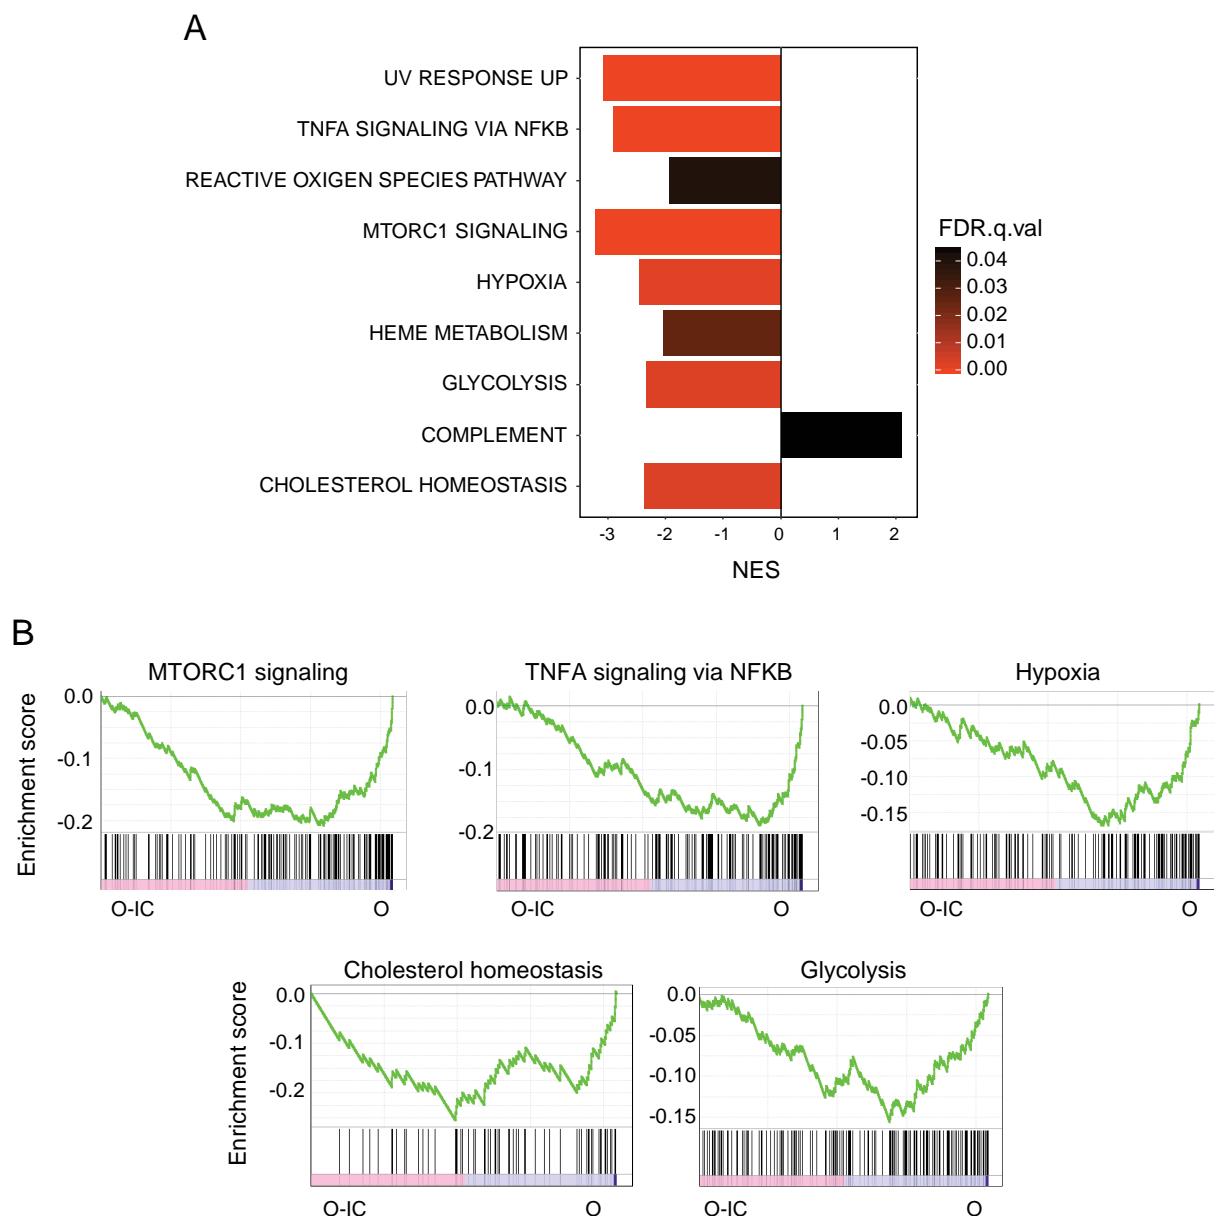 A
UV RESPONSE UP
TNFA SIGNALING VIA NFKB
REACTIVE OXIGEN SPECIES PATHWAY
MTORC1 SIGNALING
HYPOXIA
HEME METABOLISM
GLYCOLYSIS
COMPLEMENT
CHOLESTEROL HOMEOSTASIS
-3 -2 -1 0 1 2
NES
FDR.q.val
0.04
0.03
0.02
0.01
0.00
B
MTORC1 signaling
Enrichment score
0.0
-0.1
-0.2
O-IC O
TNFA signaling via NFKB
0.0
-0.1
-0.2
O-IC O
Hypoxia
0.0
-0.05
-0.10
-0.15
O-IC O
Cholesterol homeostasis
Enrichment score
0.0
-0.1
-0.2
O-IC O
Glycolysis
0.0
-0.05
-0.10
-0.15
O-IC O